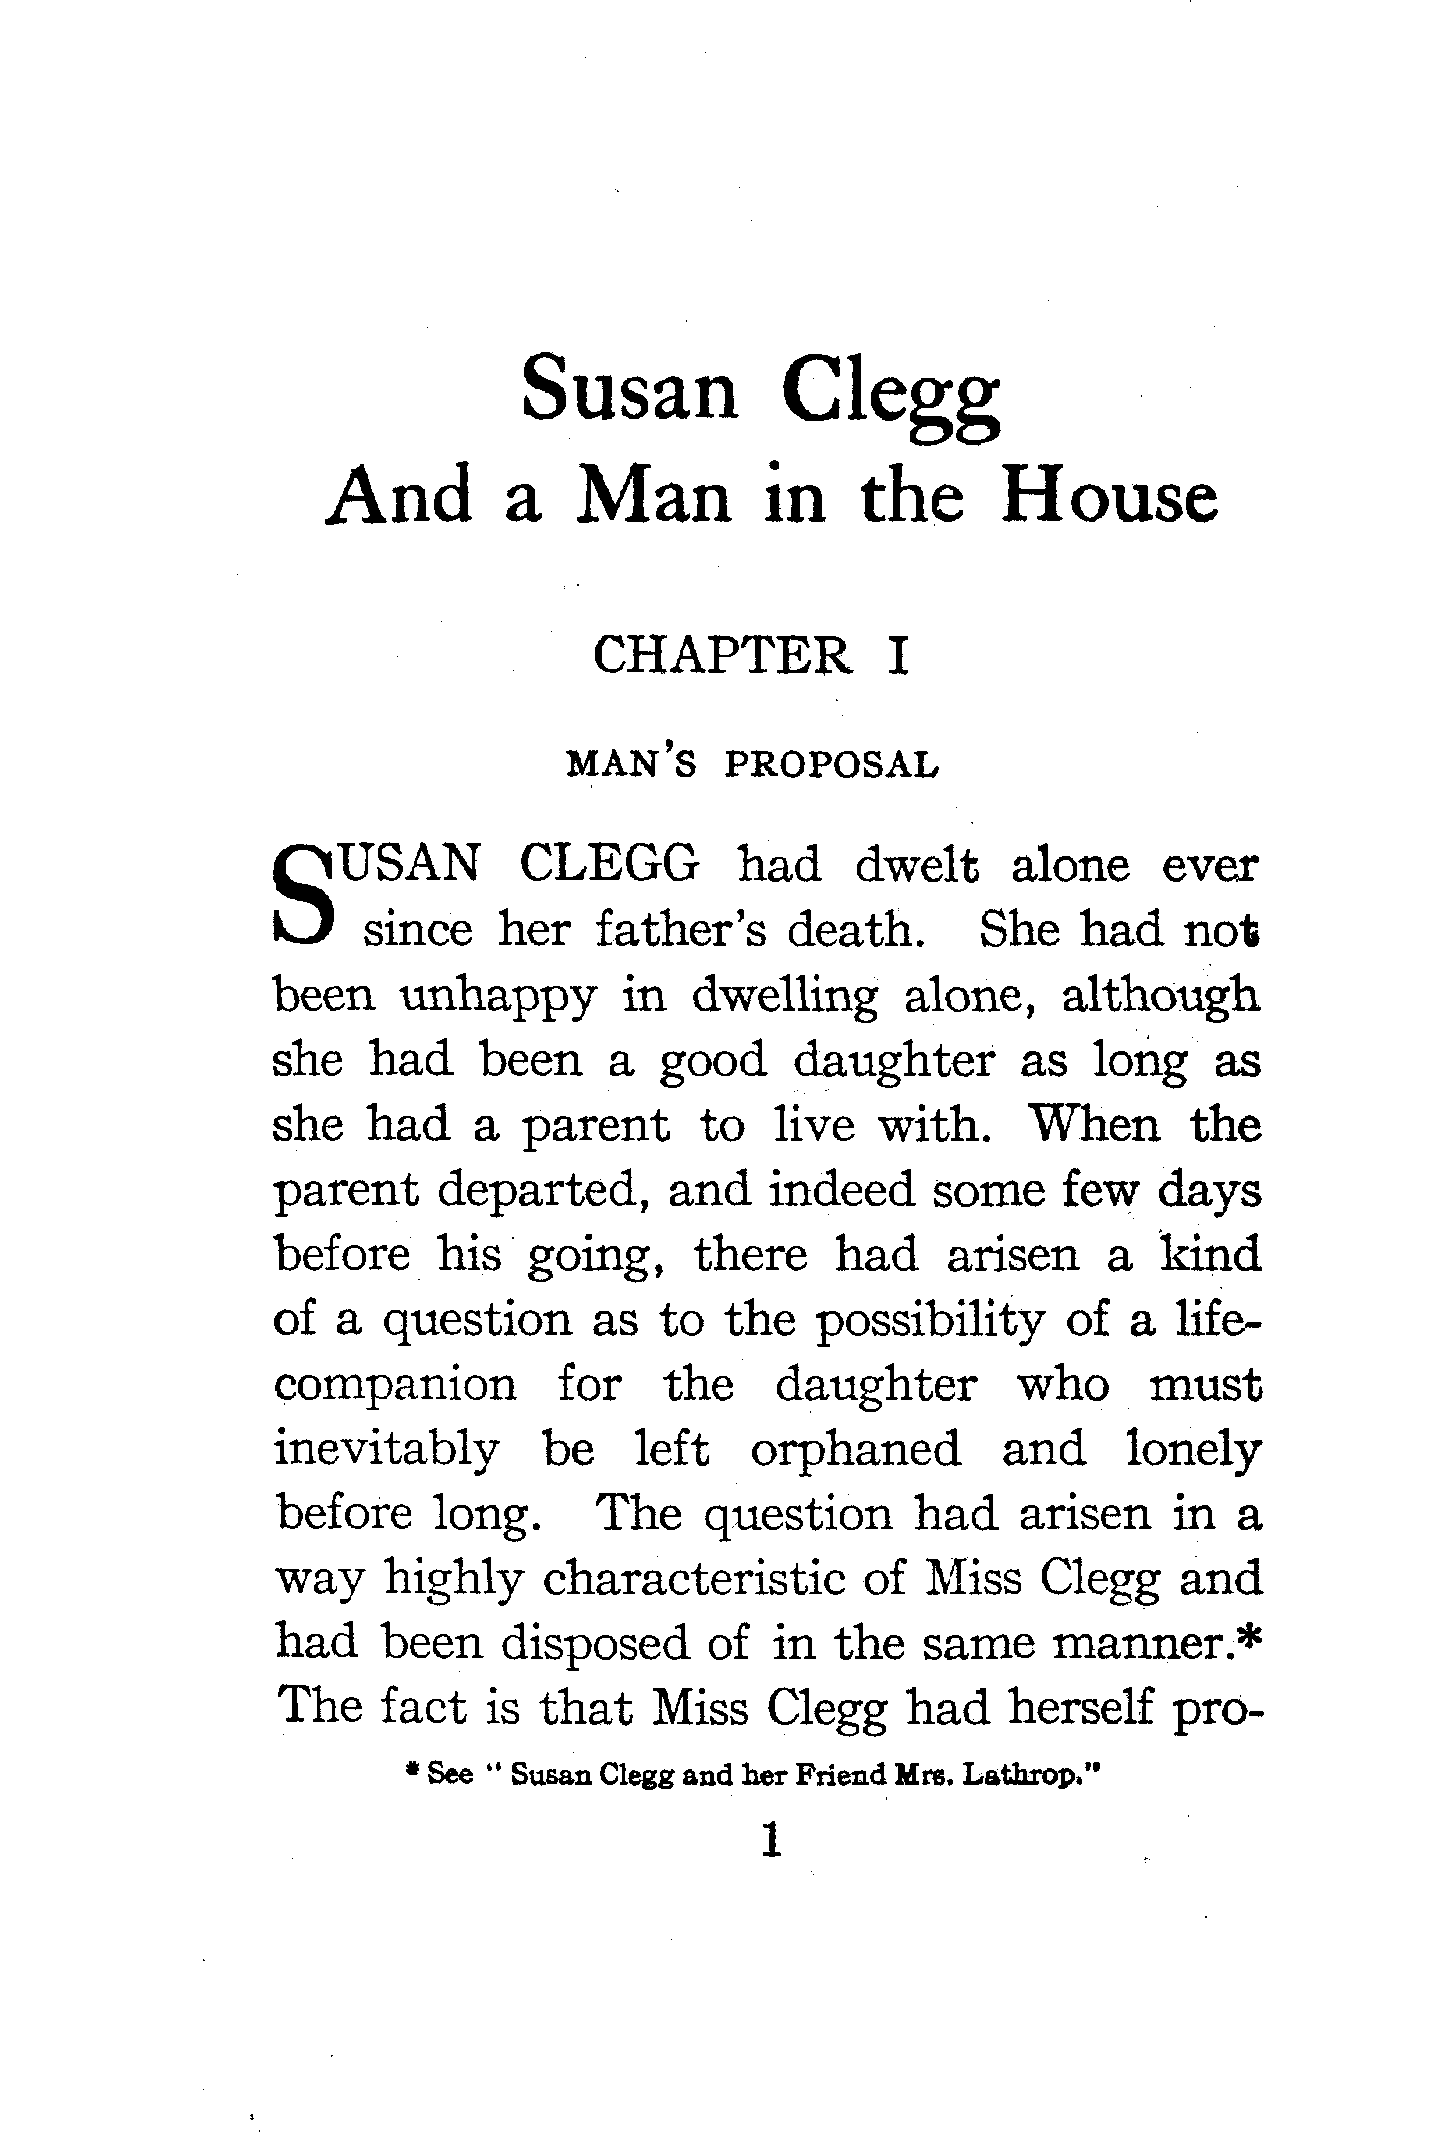 Susan Clegg
And a Man in the House
CHAPTER I
MAN'S PROPOSAL
SUSAN CLEGG had dwelt alone ever
since her father's death. She had not
been unhappy in dwelling alone, although
she had been a good daughter as long as
she had a parent to live with. When the
parent departed, and indeed some few days
before his going, there had arisen a kind
of a question as to the possibility of a life-
companion for the daughter who must
inevitably be left orphaned and lonely
before long. The question had arisen in a
way highly characteristic of Miss Clegg and
had been disposed of in the same manner.*
The fact is that Miss Clegg had herself pro-
* See "Susan Clegg and her Friend Mrs. Lathrop."
1